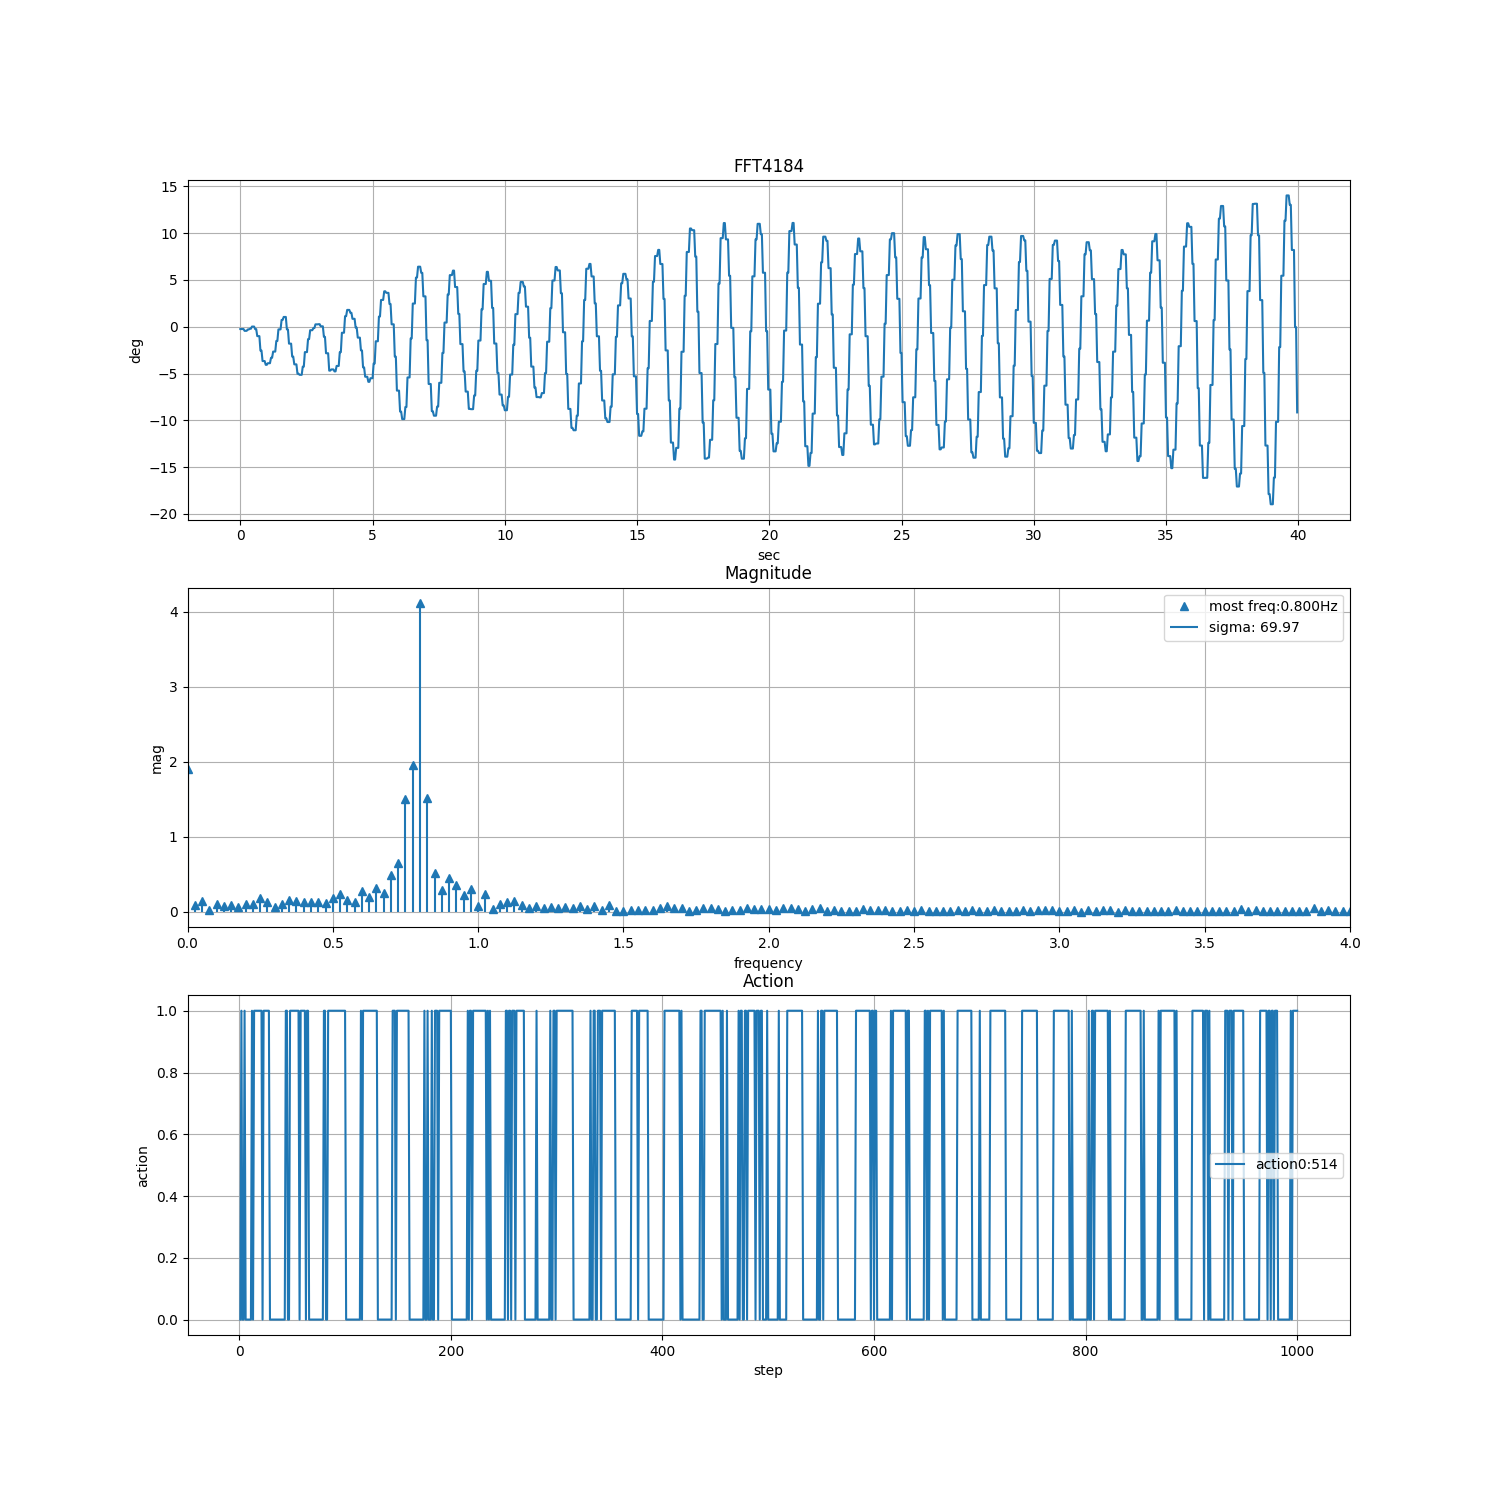 FFT4184
15
10
5
0
−5
−10
−15
−20
deg
0 5 10 15 20 25 30 35 40
sec
Magnitude
4
3
2
1
0
mag
most freq:0.800Hz
sigma: 69.97
0.0 0.5 1.0 1.5 2.0 2.5 3.0 3.5 4.0
frequency
Action
1.0
0.8
0.6
0.4
0.2
0.0
action
action0:514
0 200 400 600 800 1000
step